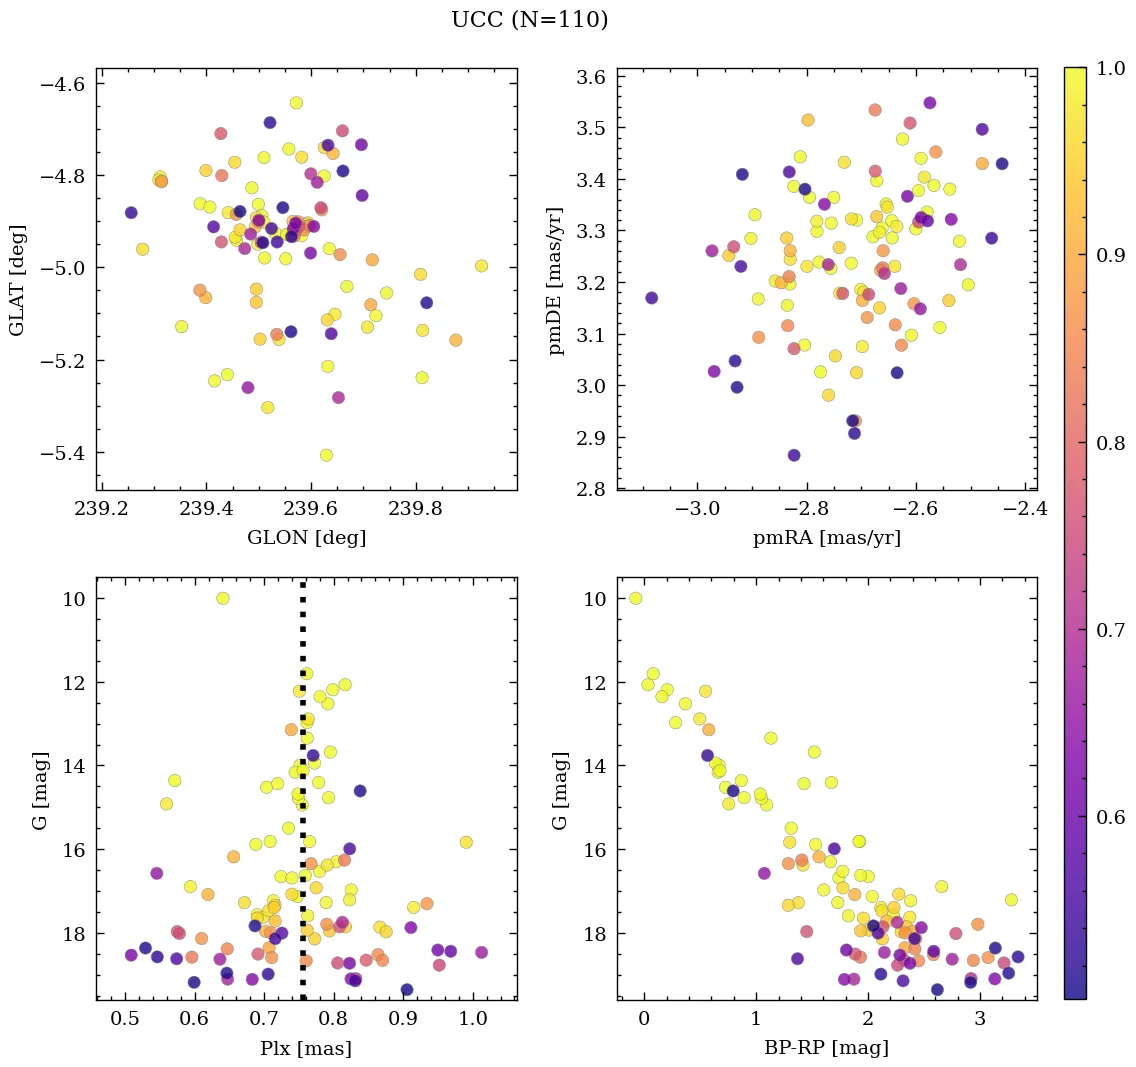 UCC (N=110)
−4.6
−4.8
−5.0
−5.2
−5.4
GLAT [deg]
239.2 239.4 239.6 239.8
GLON [deg]
3.6
3.5
3.4
3.3
3.2
3.1
3.0
2.9
2.8
pmDE [mas/yr]
−3.0 −2.8 −2.6 −2.4
pmRA [mas/yr]
10
12
14
16
18
G [mag]
0.5 0.6 0.7 0.8 0.9 1.0
Plx [mas]
10
12
14
16
18
G [mag]
0 1 2 3
BP-RP [mag]
1.0
0.9
0.8
0.7
0.6